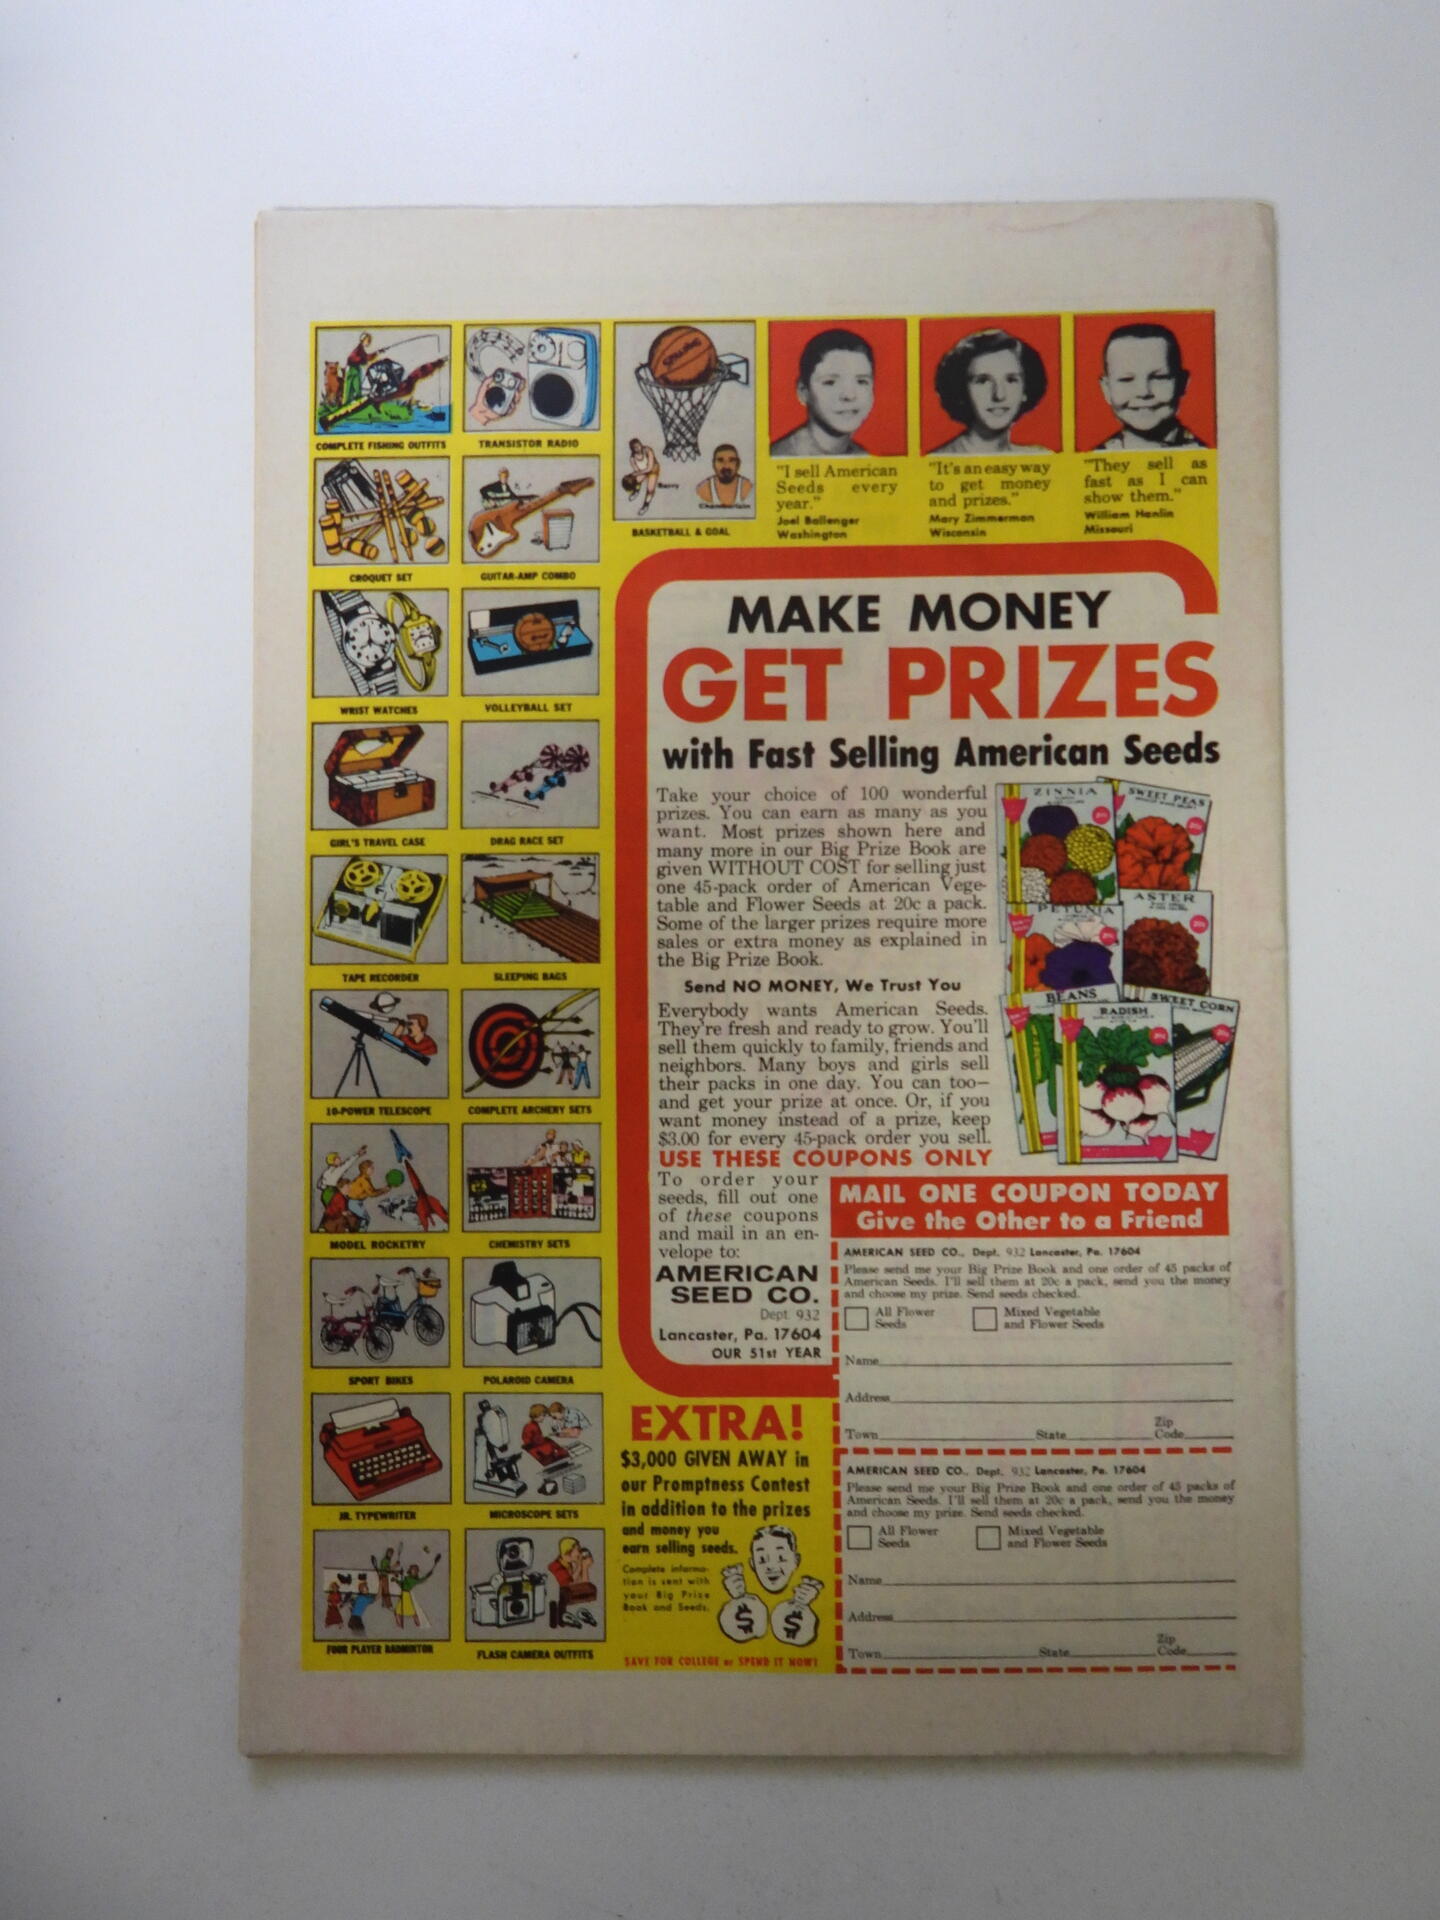 COMPLETE FISHING OUTFITS
TRANSISTOR RADIO
CROQUET SET
GUITAR-AMP COMBO
WRIST WATCHES
VOLLEYBALL SET
GIRL'S TRAVEL CASE
DRAG RACE SET
TAPE RECORDER
SLEEPING BAGS
10-POWER TELESCOPE
COMPLETE ARCHERY SETS
MODEL ROCKETRY
CHEMISTRY SETS
SPORT BIKES
POLAROID CAMERA
JR. TYPEWRITER
MICROSCOPE SETS
FOUR PLAYER BADMINTON
FLASH CAMERA OUTFITS
SPALDING
Barry
Chamberlain
BASKETBALL & GOAL
"I sell American
Seeds every
year."
Joel Ballenger
Washington
"It's an easy way
to get money
and prizes."
Mary Zimmerman
Wisconsin
"They sell as
fast as I can
show them."
William Hanlin
Missouri
MAKE MONEY
GET PRIZES
with Fast Selling American Seeds
Take your choice of 100 wonderful
prizes. You can earn as many as you
want. Most prizes shown here and
many more in our Big Prize Book are
given WITHOUT COST for selling just
one 45-pack order of American Vege-
table and Flower Seeds at 20c a pack.
Some of the larger prizes require more
sales or extra money as explained in
the Big Prize Book.
Send NO MONEY, We Trust You
Everybody wants American Seeds.
They're fresh and ready to grow. You'll
sell them quickly to family, friends and
neighbors. Many boys and girls sell
their packs in one day. You can too—
and get your prize at once. Or, if you
want money instead of a prize, keep
$3.00 for every 45-pack order you sell.
USE THESE COUPONS ONLY
To order your
seeds, fill out one
of these coupons
and mail in an en-
velope to:
AMERICAN
SEED CO.
Dept. 932
Lancaster, Pa. 17604
OUR 51st YEAR
ZINNIA
SWEET PEAS
PETUNIA
ASTER
BEANS
RADISH
SWEET CORN
MAIL ONE COUPON TODAY
Give the Other to a Friend
AMERICAN SEED CO., Dept. 932 Lancaster, Pa. 17604
Please send me your Big Prize Book and one order of 45 packs of
American Seeds. I'll sell them at 20c a pack, send you the money
and choose my prize. Send seeds checked.
All Flower
Seeds
Mixed Vegetable
and Flower Seeds
Name
Address
Town State Zip Code
AMERICAN SEED CO., Dept. 932 Lancaster, Pa. 17604
Please send me your Big Prize Book and one order of 45 packs of
American Seeds. I'll sell them at 20c a pack, send you the money
and choose my prize. Send seeds checked.
All Flower
Seeds
Mixed Vegetable
and Flower Seeds
Name
Address
Town State Zip Code
EXTRA!
$3,000 GIVEN AWAY in
our Promptness Contest
in addition to the prizes
and money you
earn selling seeds.
Complete informa-
tion is sent with
your Big Prize
Book and Seeds.
$ $
SAVE FOR COLLEGE or SPEND IT NOW!